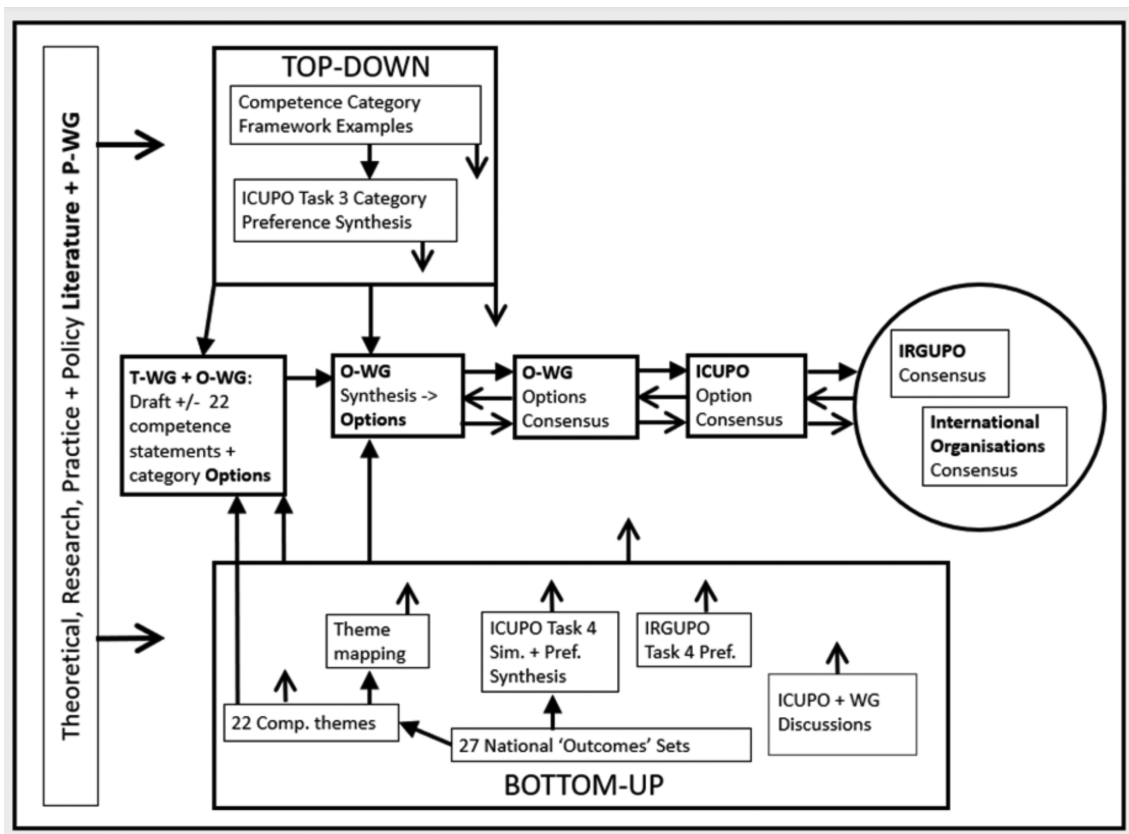 Theoretical, Research, Practice + Policy Literature + P-WG
TOP-DOWN
Competence Category
Framework Examples
ICUPO Task 3 Category
Preference Synthesis
T-WG + O-WG:
Draft +/- 22
competence
statements +
category Options
O-WG
Synthesis ->
Options
O-WG
Options
Consensus
ICUPO
Option
Consensus
IRGUPO
Consensus
International
Organisations
Consensus
Theme
mapping
ICUPO Task 4
Sim. + Pref.
Synthesis
IRGUPO
Task 4 Pref.
ICUPO + WG
Discussions
22 Comp. themes
27 National ‘Outcomes’ Sets
BOTTOM-UP